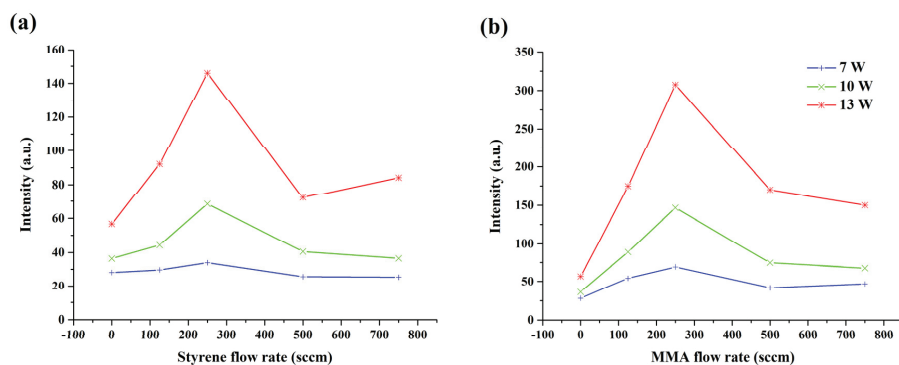 (a)
160
140
120
100
80
60
40
20
0
-100 0 100 200 300 400 500 600 700 800
Styrene flow rate (sccm)
Intensity (a.u.)
(b)
7 W
10 W
13 W
350
300
250
200
150
100
50
0
-100 0 100 200 300 400 500 600 700 800
MMA flow rate (sccm)
Intensity (a.u.)